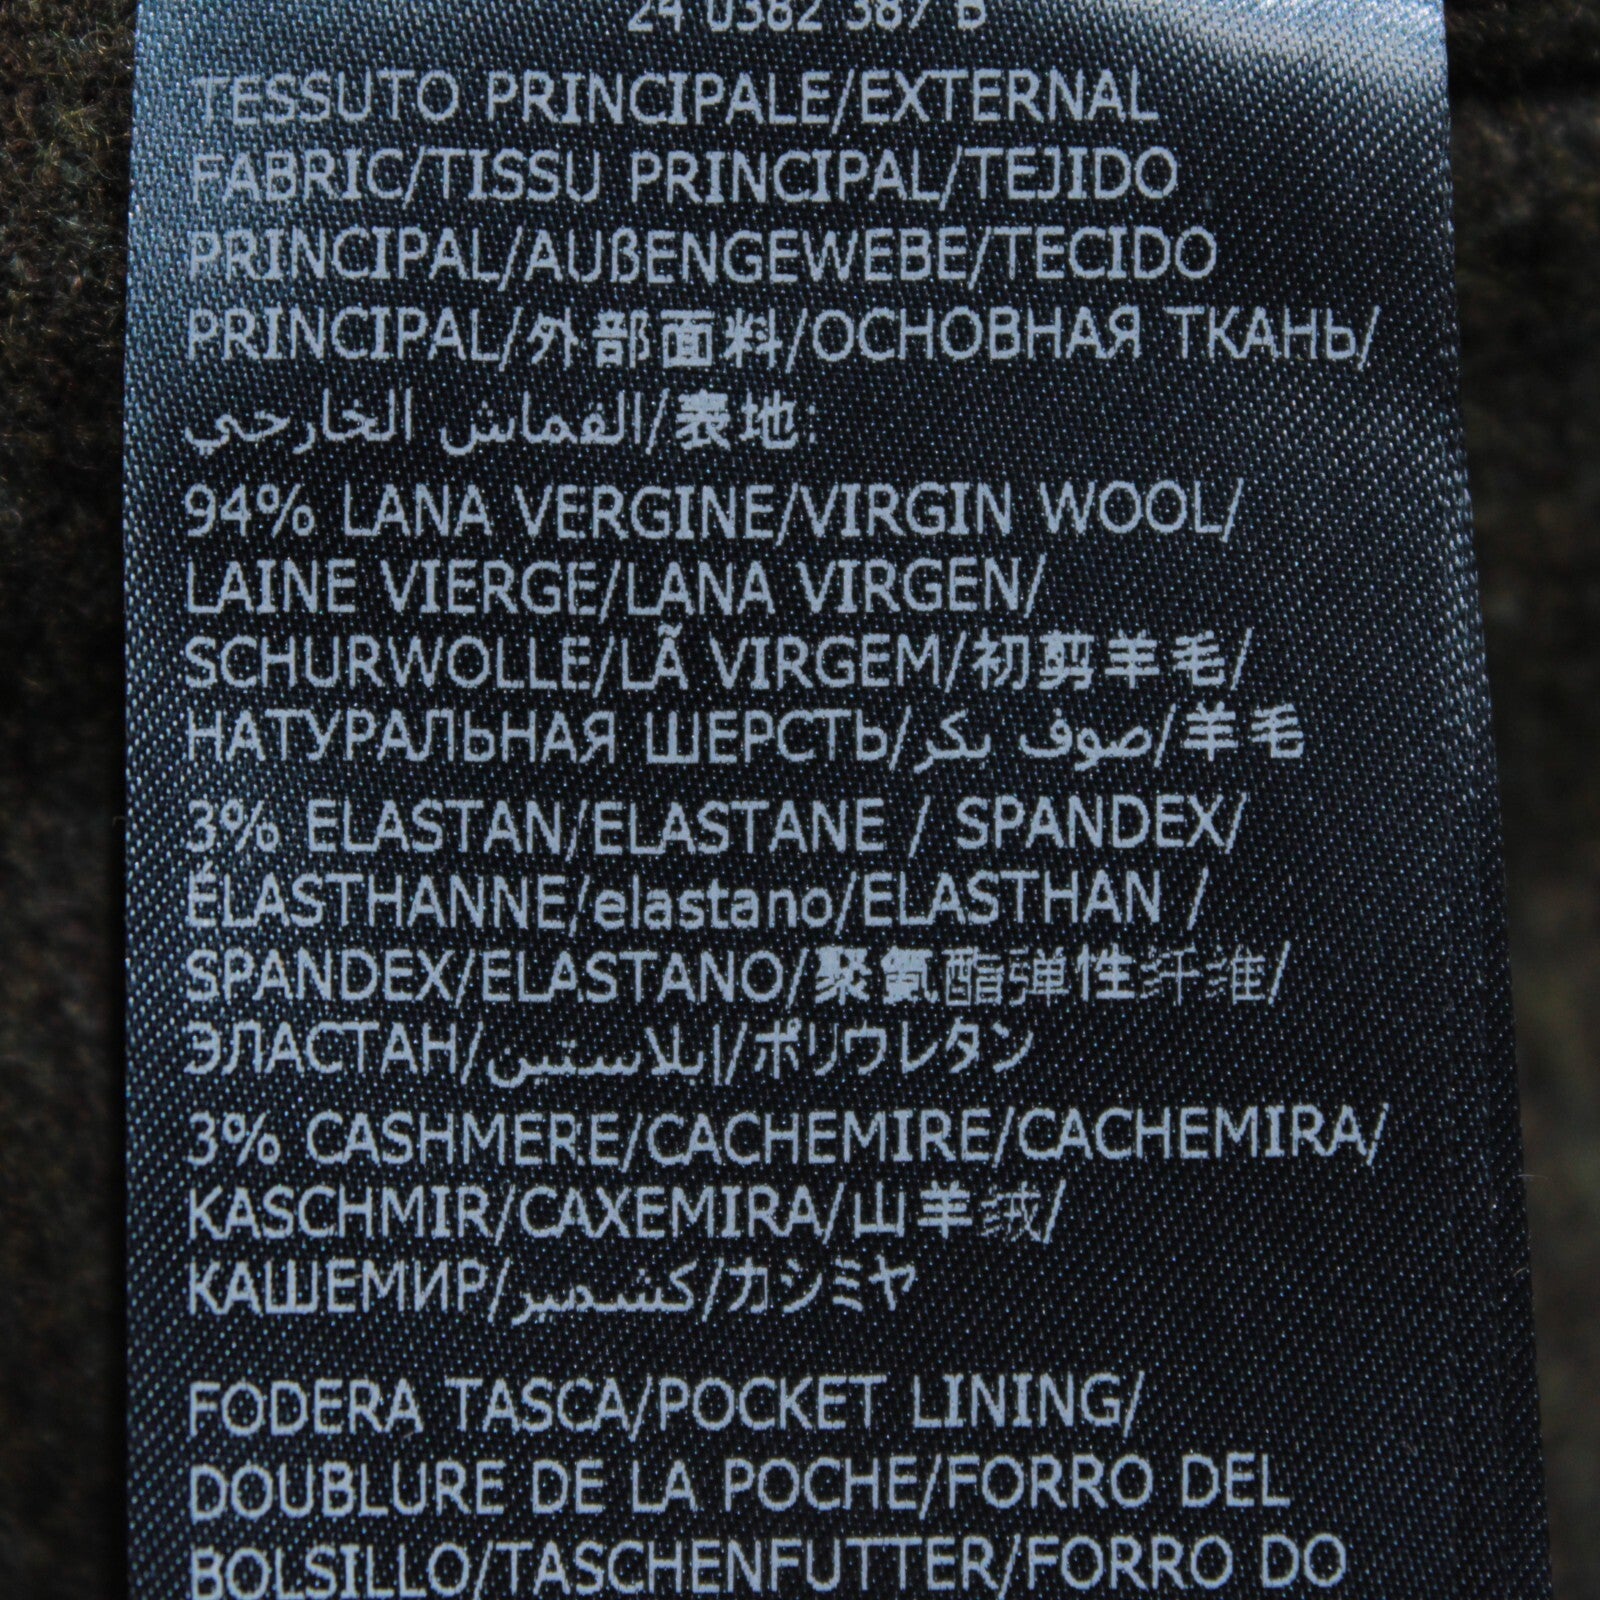 24 0382 387 B
TESSUTO PRINCIPALE/EXTERNAL
FABRIC/TISSU PRINCIPAL/TEJIDO
PRINCIPAL/AUßENGEWEBE/TECIDO
PRINCIPAL/外部面料/ОСНОВНАЯ ТКАНЬ/
القماش الخارجي/表地:
94% LANA VERGINE/VIRGIN WOOL/
LAINE VIERGE/LANA VIRGEN/
SCHURWOLLE/LÃ VIRGEM/初剪羊毛/
НАТУРАЛЬНАЯ ШЕРСТЬ/صوف بكر/羊毛
3% ELASTAN/ELASTANE / SPANDEX/
ÉLASTHANNE/elastano/ELASTHAN /
SPANDEX/ELASTANO/聚氨酯弹性纤维/
ЭЛАСТАН/إيلاستين/ポリウレタン
3% CASHMERE/CACHEMIRE/CACHEMIRA/
KASCHMIR/CAXEMIRA/山羊绒/
КАШЕМИР/كشمير/カシミヤ
FODERA TASCA/POCKET LINING/
DOUBLURE DE LA POCHE/FORRO DEL
BOLSILLO/TASCHENFUTTER/FORRO DO